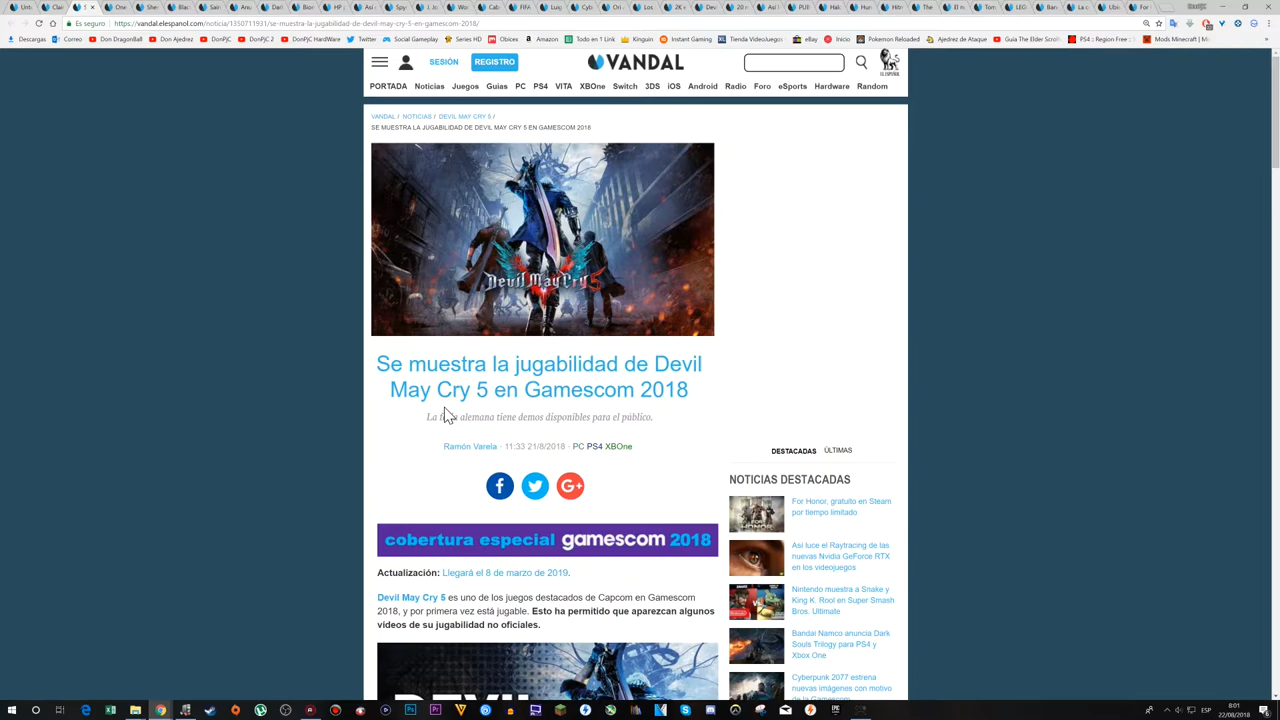 Es seguro
https://vandal.elespanol.com/noticia/1350711931/se-muestra-la-jugabilidad-de-devil-may-cry-5-en-gamescom-2018/
Descargas
Correo
Don DragonBall
Don Ajedrez
DonPjC
DonPjC HardWare
Twitter
Social Gameplay
Series HD
Obices
Amazon
Todo en 1 Link
Kinguin
Instant Gaming
Tienda VideoJuegos
eBay
Inicio
Pokemon Reloaded
Ajedrez de Ataque
Guia The Elder Scroll
PS4 :: Region Free ::
Mods Minecraft | M
SESIÓN
REGISTRO
VANDAL
EL ESPAÑOL
PORTADA Noticias Juegos Guías PC PS4 VITA XBOne Switch 3DS iOS Android Radio Foro eSports Hardware Random
VANDAL / NOTICIAS / DEVIL MAY CRY 5 /
SE MUESTRA LA JUGABILIDAD DE DEVIL MAY CRY 5 EN GAMESCOM 2018
Devil May Cry 5
Se muestra la jugabilidad de Devil
May Cry 5 en Gamescom 2018
La alemana tiene demos disponibles para el público.
Ramón Varela · 11:33 21/8/2018 · PC PS4 XBOne
cobertura especial gamescom 2018
Actualización: Llegará el 8 de marzo de 2019.
Devil May Cry 5 es uno de los juegos destacados de Capcom en Gamescom
2018, y por primera vez está jugable. Esto ha permitido que aparezcan algunos
vídeos de su jugabilidad no oficiales.
DESTACADAS
ÚLTIMAS
NOTICIAS DESTACADAS
For Honor, gratuito en Steam
por tiempo limitado
Así luce el Raytracing de las
nuevas Nvidia GeForce RTX
en los videojuegos
Nintendo muestra a Snake y
King K. Rool en Super Smash
Bros. Ultimate
Bandai Namco anuncia Dark
Souls Trilogy para PS4 y
Xbox One
Cyberpunk 2077 estrena
nuevas imágenes con motivo
de la Gamescom
ESP
8:01
22/08/2018